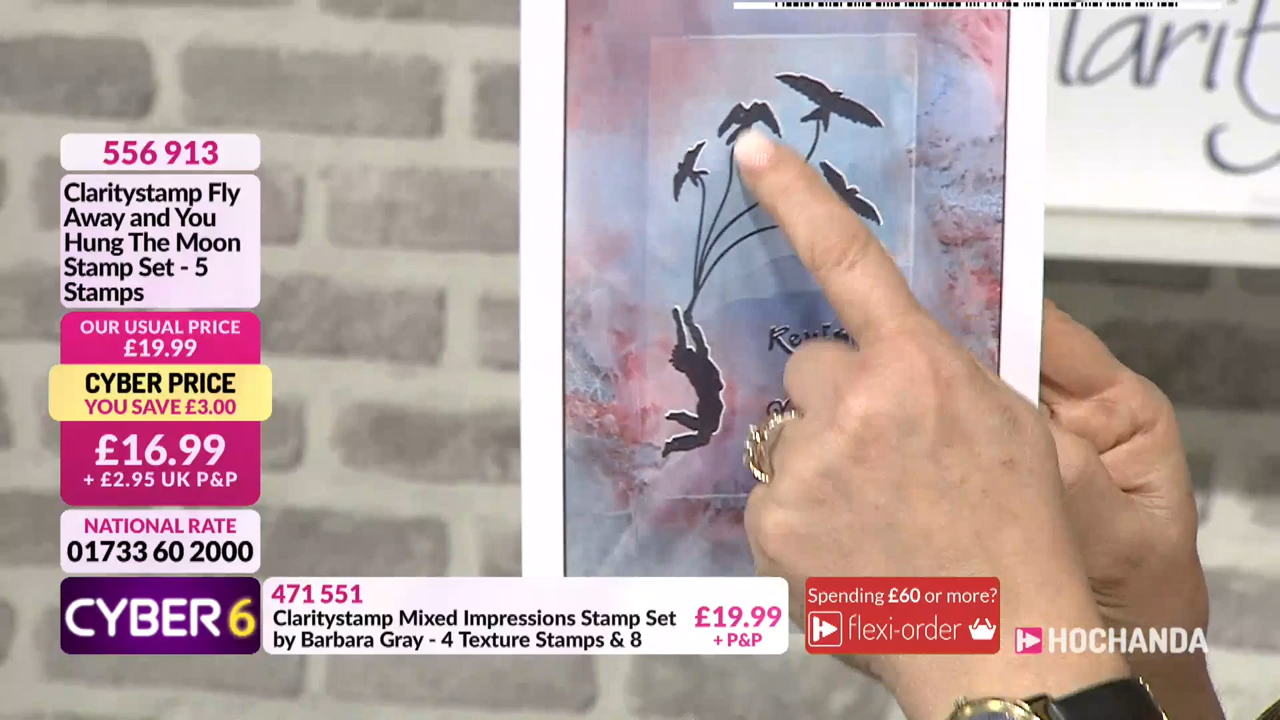 larit
556 913
Claritystamp Fly
Away and You
Hung The Moon
Stamp Set - 5
Stamps
OUR USUAL PRICE
£19.99
CYBER PRICE
YOU SAVE £3.00
£16.99
+ £2.95 UK P&P
NATIONAL RATE
01733 60 2000
CYBER 6
471 551
Claritystamp Mixed Impressions Stamp Set
by Barbara Gray - 4 Texture Stamps & 8
£19.99
+ P&P
Spending £60 or more?
flexi-order
HOCHANDA